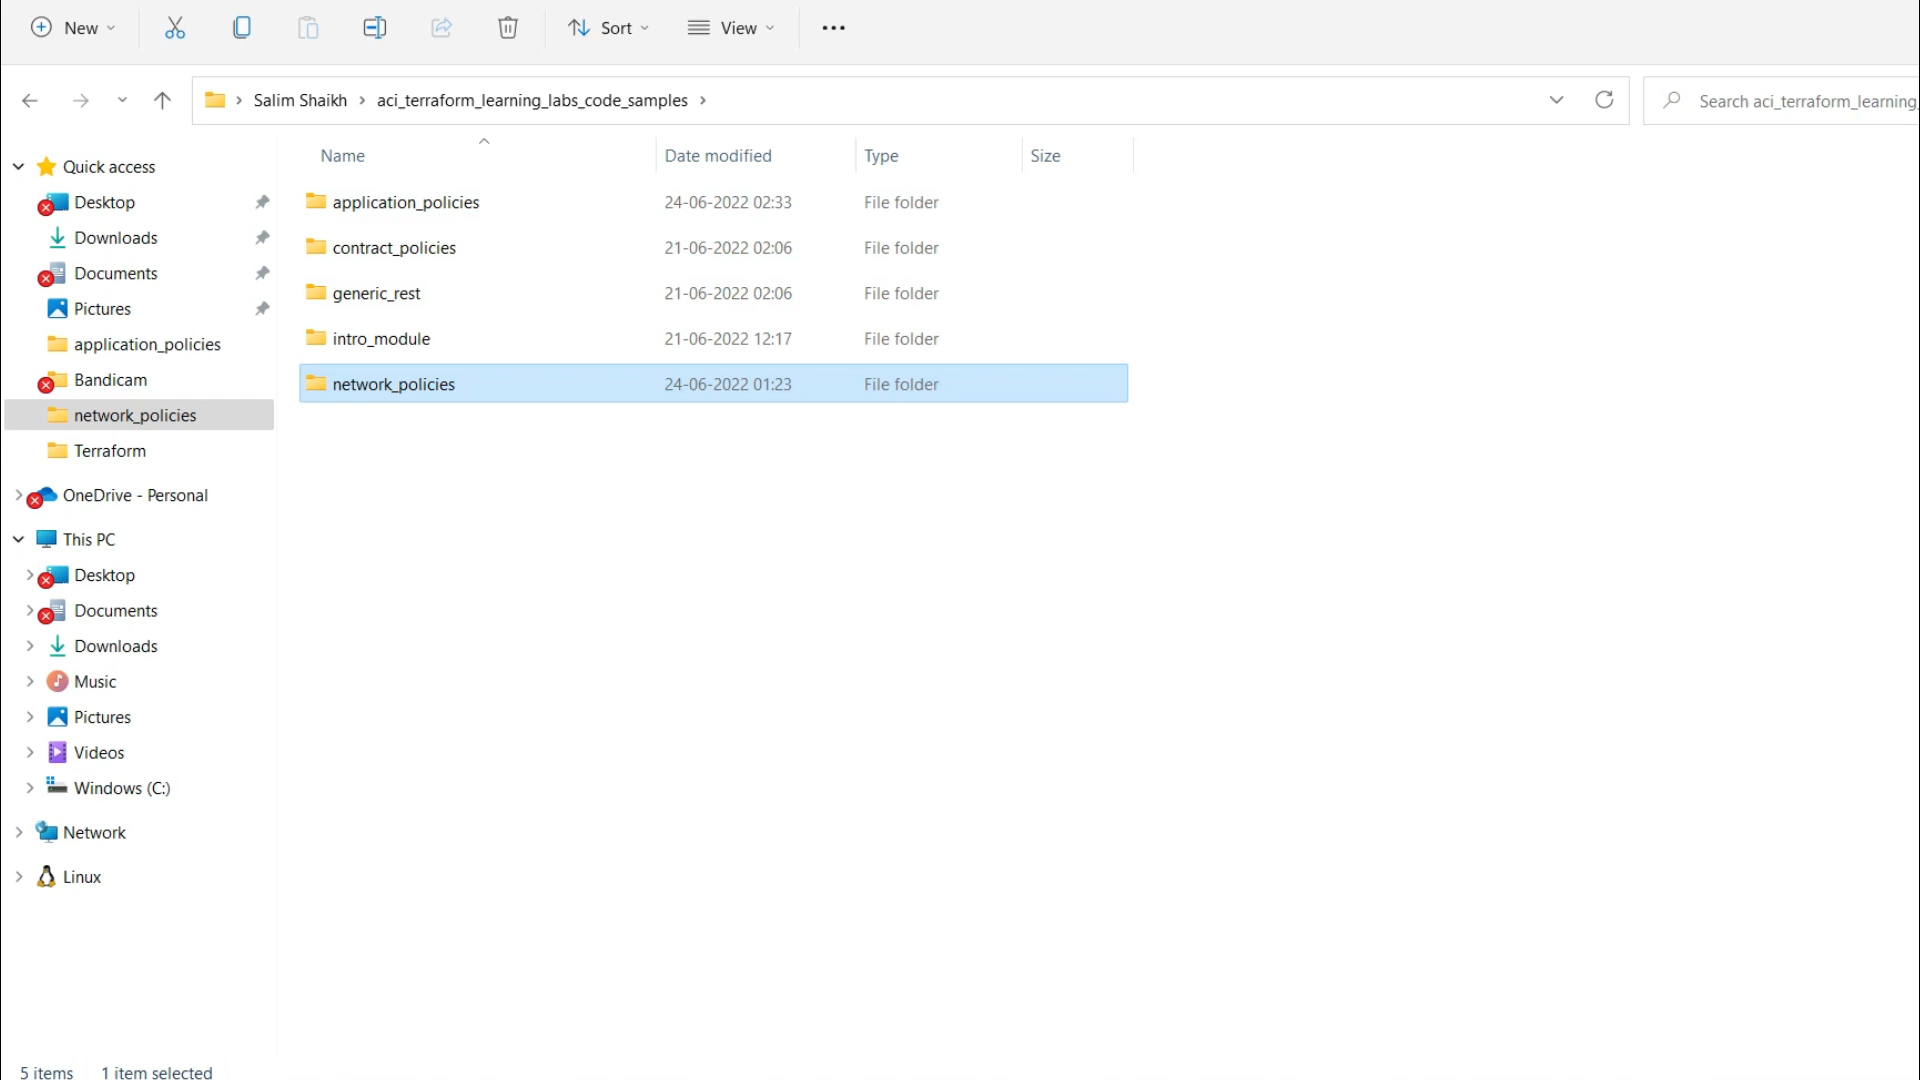 New
Sort
View
Salim Shaikh
aci_terraform_learning_labs_code_samples
Search aci_terraform_learning_
Quick access
Desktop
Downloads
Documents
Pictures
application_policies
Bandicam
network_policies
Terraform
OneDrive - Personal
This PC
Desktop
Documents
Downloads
Music
Pictures
Videos
Windows (C:)
Network
Linux
Name Date modified Type Size
application_policies 24-06-2022 02:33 File folder
contract_policies 21-06-2022 02:06 File folder
generic_rest 21-06-2022 02:06 File folder
intro_module 21-06-2022 12:17 File folder
network_policies 24-06-2022 01:23 File folder
5 items 1 item selected